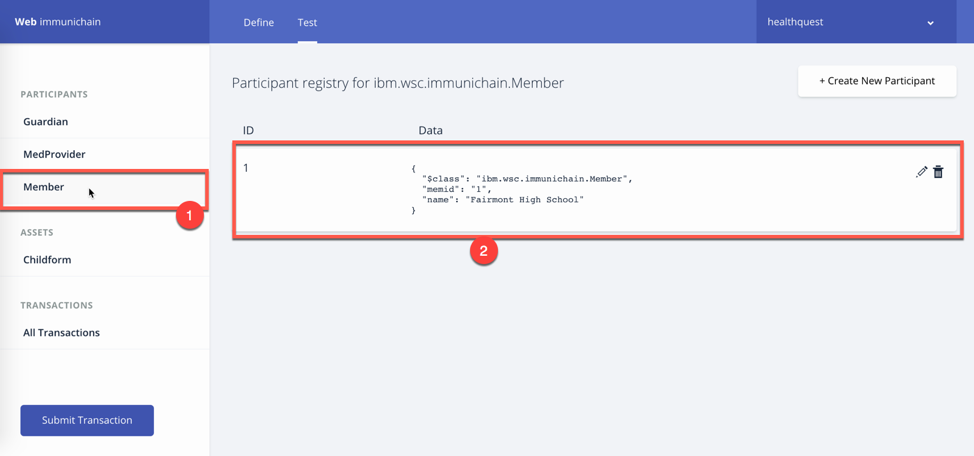 Web immunichain
Define
Test
healthquest
PARTICIPANTS
Guardian
MedProvider
Member
1
ASSETS
Childform
TRANSACTIONS
All Transactions
Submit Transaction
Participant registry for ibm.wsc.immunichain.Member
+ Create New Participant
ID
Data
1
{
"$class": "ibm.wsc.immunichain.Member",
"memid": "1",
"name": "Fairmont High School"
}
2